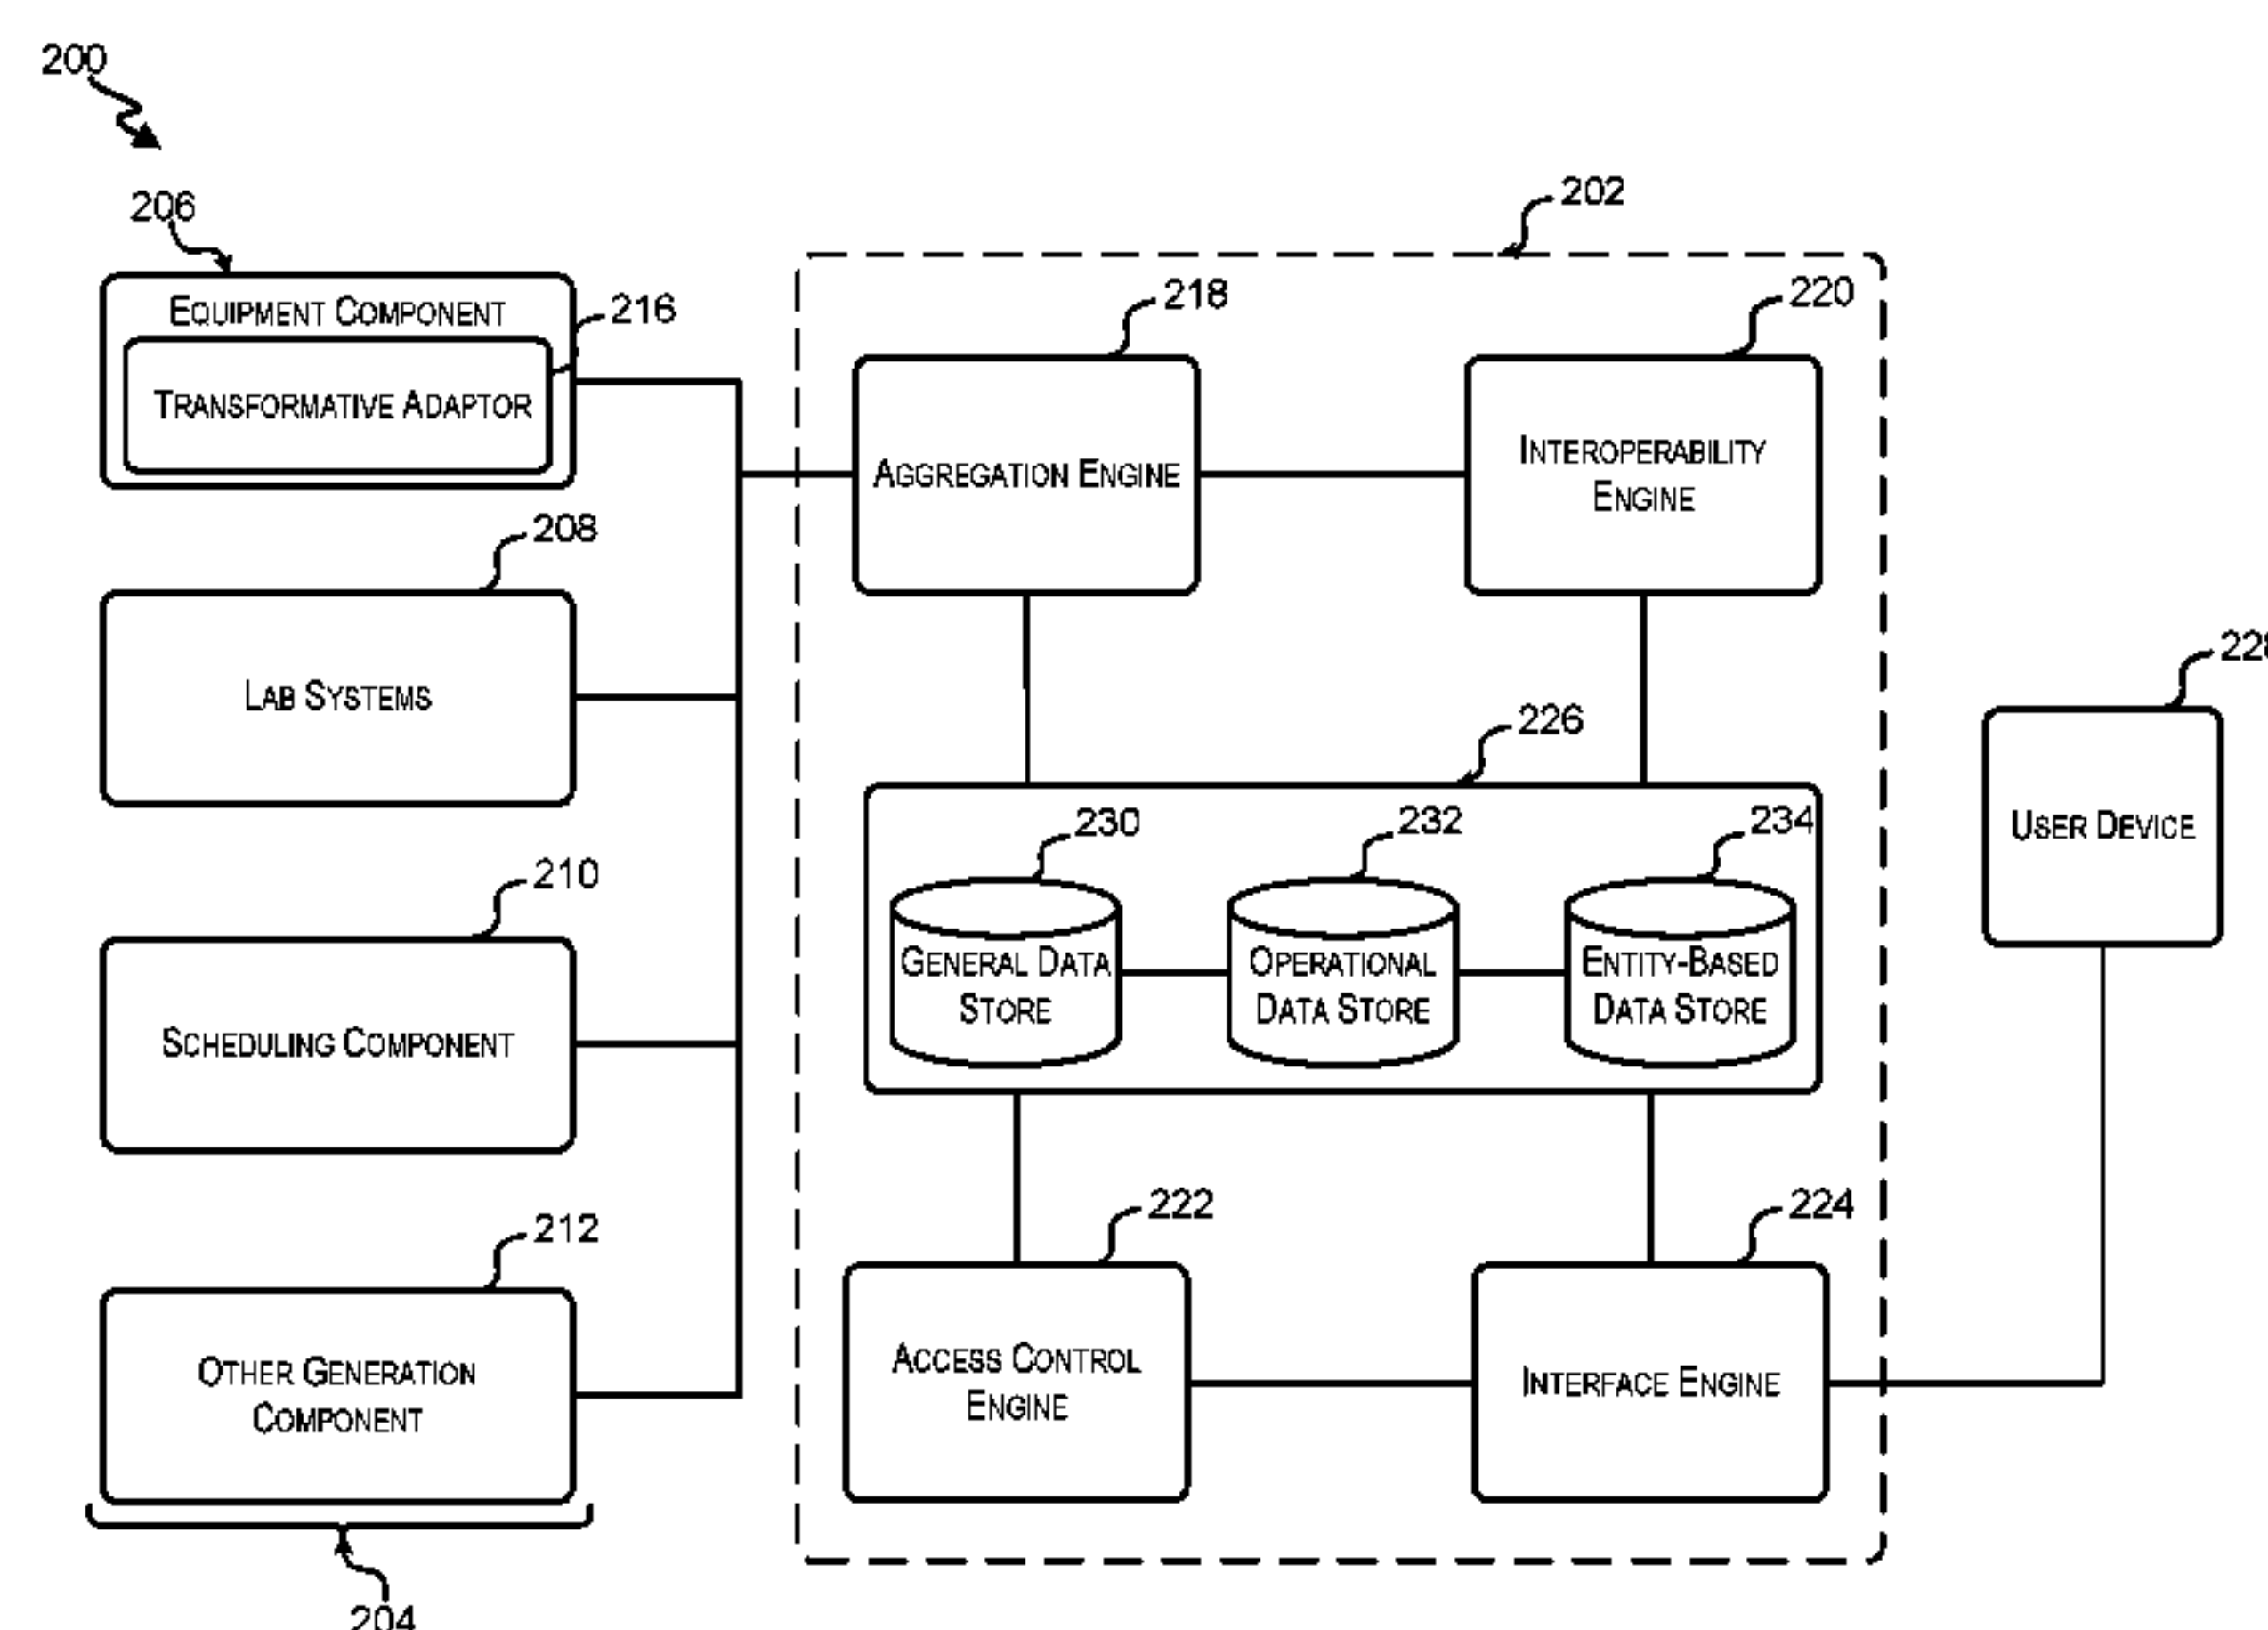 200
206
202
EQUIPMENT COMPONENT
216
218
220
TRANSFORMATIVE ADAPTOR
AGGREGATION ENGINE
INTEROPERABILITY
ENGINE
208
LAB SYSTEMS
226
230
232
234
USER DEVICE
210
GENERAL DATA
STORE
OPERATIONAL
DATA STORE
ENTITY-BASED
DATA STORE
SCHEDULING COMPONENT
222
224
212
ACCESS CONTROL
ENGINE
INTERFACE ENGINE
OTHER GENERATION
COMPONENT
204